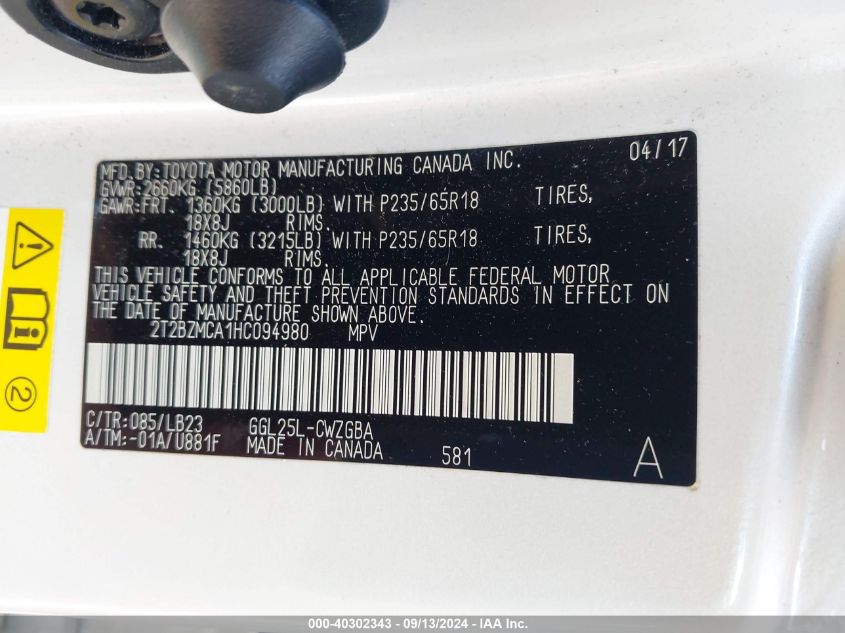 MFD.BY:TOYOTA MOTOR MANUFACTURING CANADA INC. 04/17
GVWR:2660KG (5860LB)
GAWR:FRT. 1360KG (3000LB) WITH P235/65R18 TIRES,
18X8J RIMS.
RR. 1460KG (3215LB) WITH P235/65R18 TIRES,
18X8J RIMS.
THIS VEHICLE CONFORMS TO ALL APPLICABLE FEDERAL MOTOR
VEHICLE SAFETY AND THEFT PREVENTION STANDARDS IN EFFECT ON
THE DATE OF MANUFACTURE SHOWN ABOVE.
2T2BZMCA1HC094980 MPV
C/TR:085/LB23 GGL25L-CWZGBA
A/TM:-01A/U881F MADE IN CANADA 581 A
2
000-40302343 - 09/13/2024 - IMPACT Auctions, Inc.